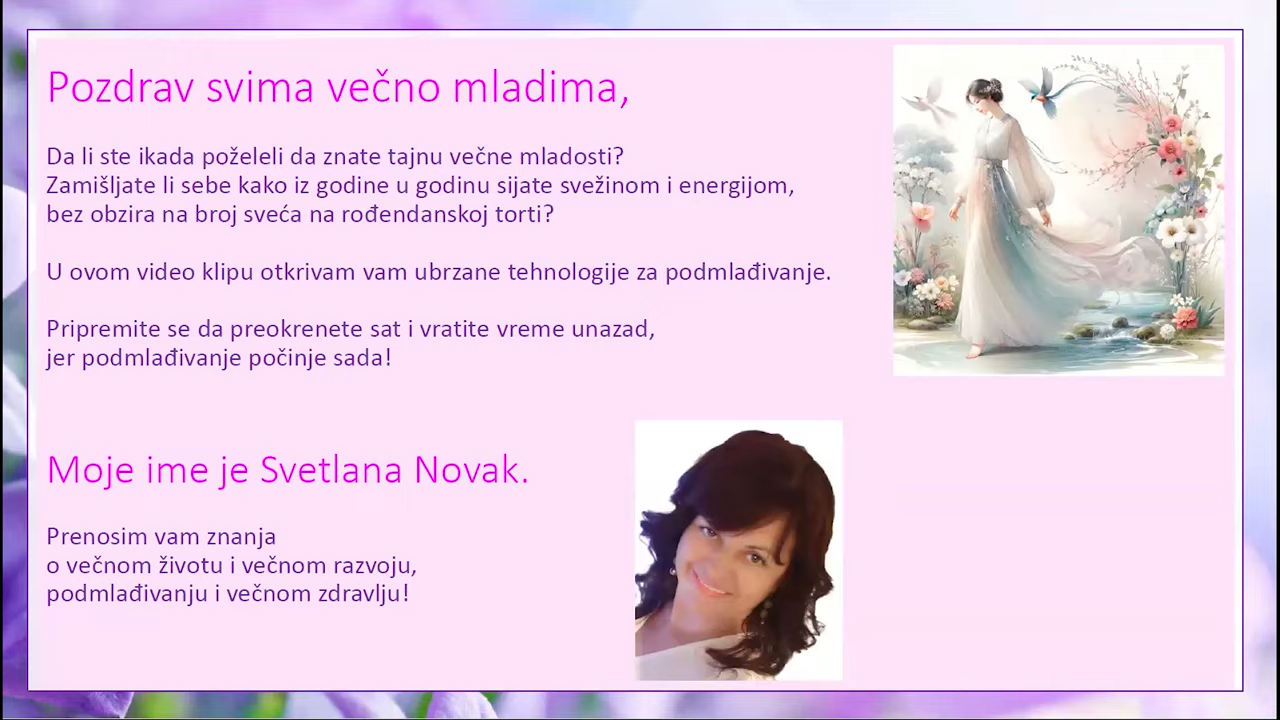 Pozdrav svima večno mladima,
Da li ste ikada poželeli da znate tajnu večne mladosti?
Zamišljate li sebe kako iz godine u godinu sijate svežinom i energijom,
bez obzira na broj sveća na rođendanskoj torti?
U ovom video klipu otkrivam vam ubrzane tehnologije za podmlađivanje.
Pripremite se da preokrenete sat i vratite vreme unazad,
jer podmlađivanje počinje sada!
Moje ime je Svetlana Novak.
Prenosim vam znanja
o večnom životu i večnom razvoju,
podmlađivanju i večnom zdravlju!